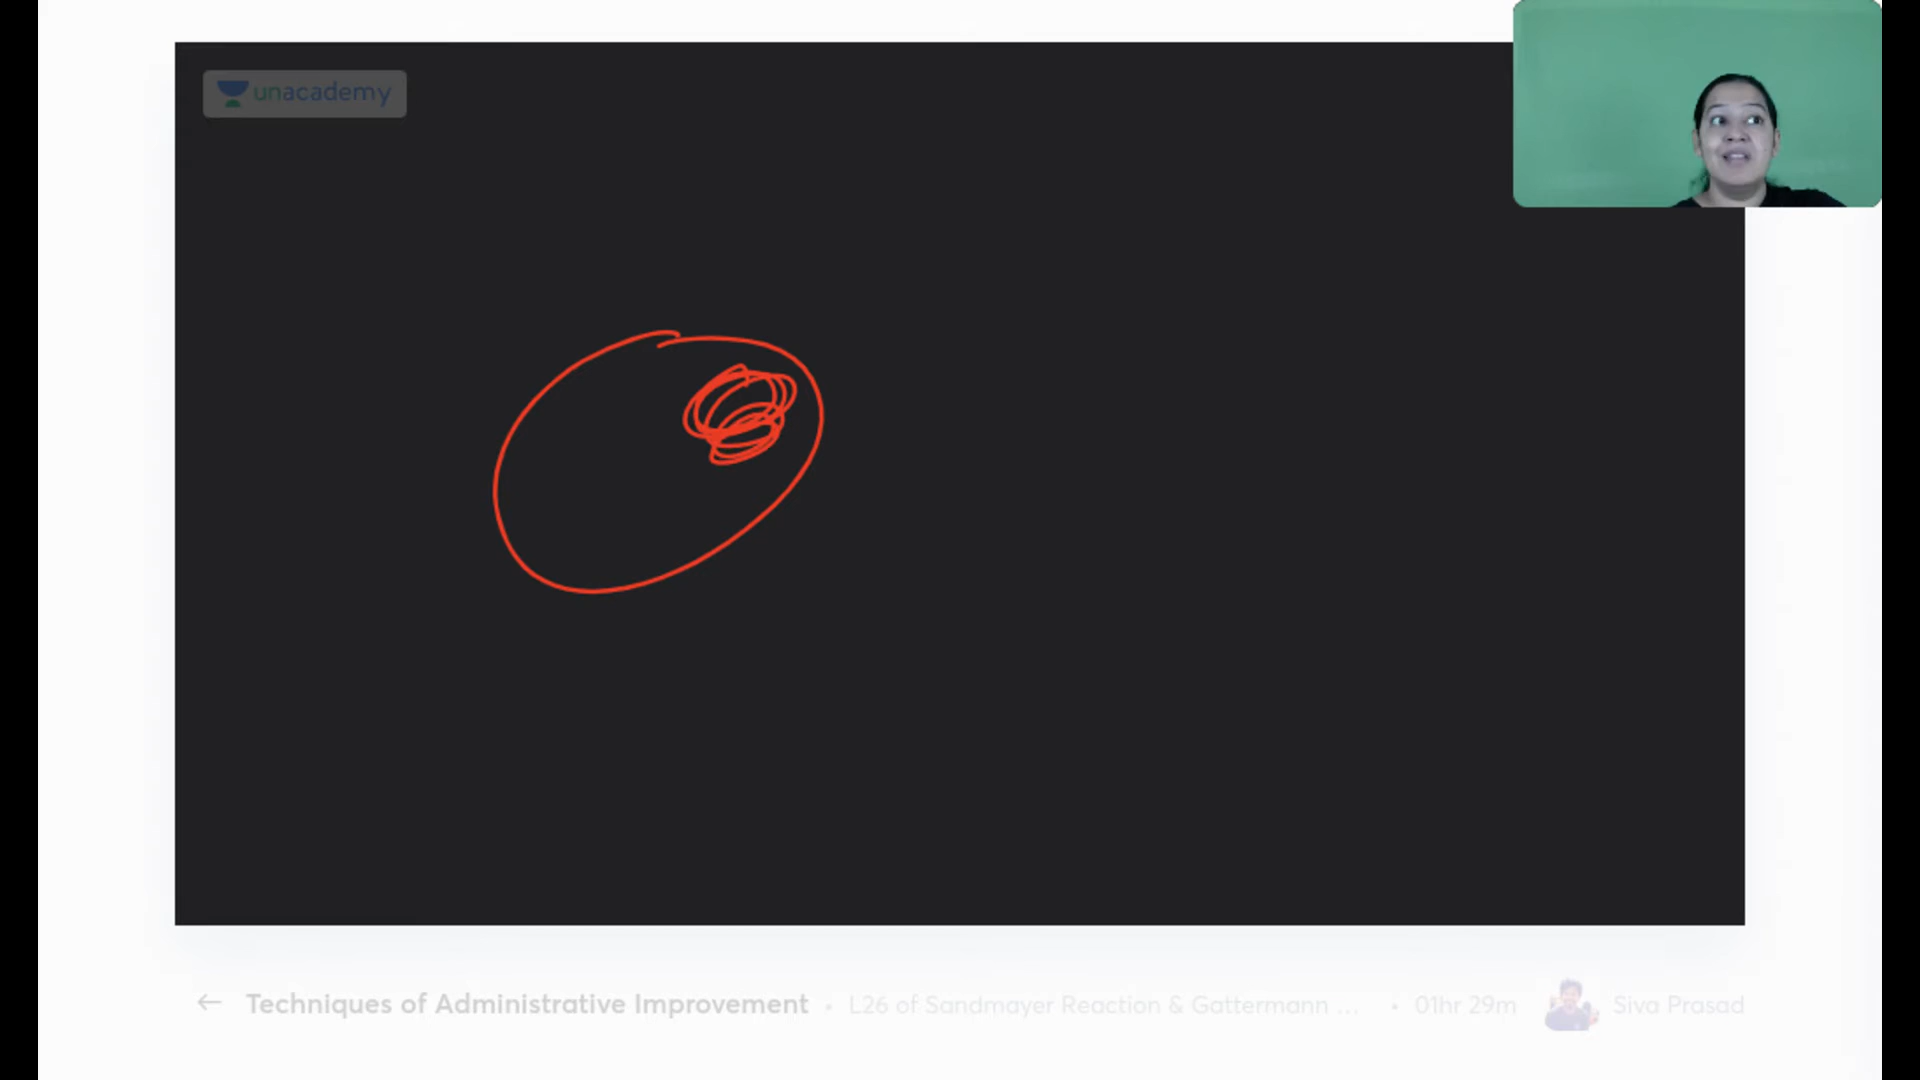 unacademy
Techniques of Administrative Improvement • L26 of Sandmayer Reaction & Gattermann ... • 01hr 29m Siva Prasad